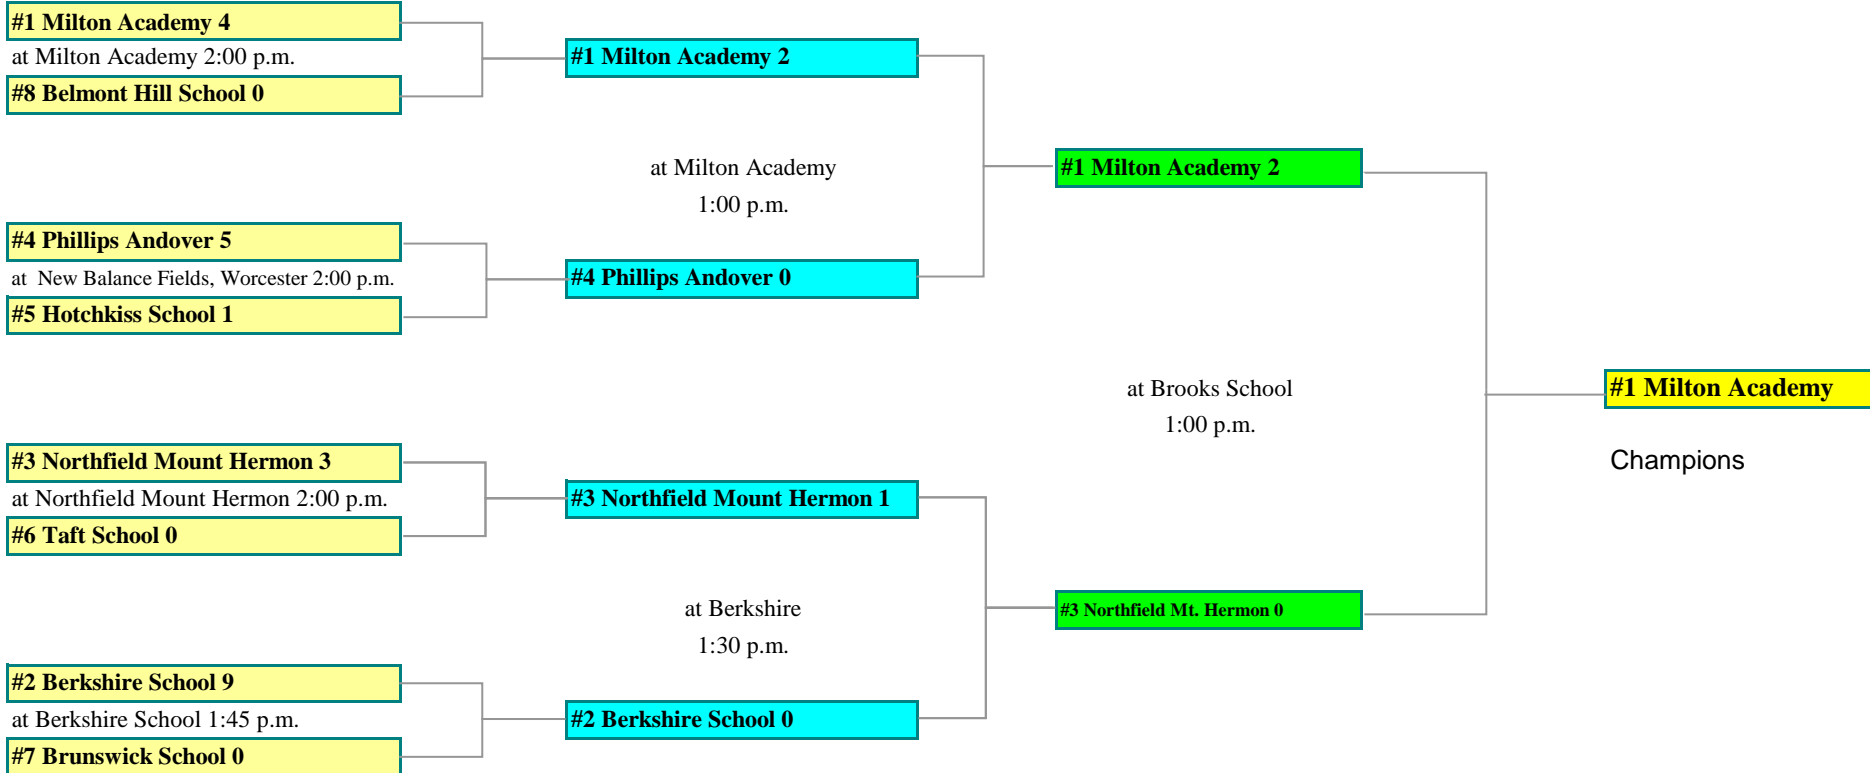 #1 Milton Academy 4
at Milton Academy 2:00 p.m.
#8 Belmont Hill School 0
#4 Phillips Andover 5
at New Balance Fields, Worcester 2:00 p.m.
#5 Hotchkiss School 1
#3 Northfield Mount Hermon 3
at Northfield Mount Hermon 2:00 p.m.
#6 Taft School 0
#2 Berkshire School 9
at Berkshire School 1:45 p.m.
#7 Brunswick School 0
#1 Milton Academy 2
at Milton Academy
1:00 p.m.
#4 Phillips Andover 0
#3 Northfield Mount Hermon 1
at Berkshire
1:30 p.m.
#2 Berkshire School 0
#1 Milton Academy 2
at Brooks School
1:00 p.m.
#3 Northfield Mt. Hermon 0
#1 Milton Academy
Champions